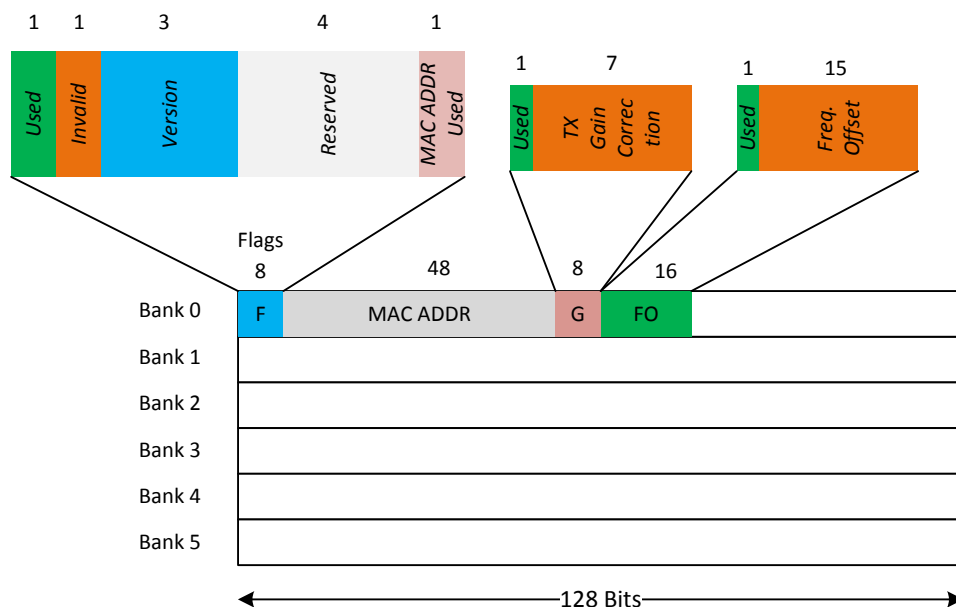 1 1 3 4 1
Used
Invalid
Version
Reserved
MAC ADDR
Used
1 7
Used
TX
Gain
Correc
tion
1 15
Used
Freq.
Offset
Flags
8 48 8 16
Bank 0 F MAC ADDR G FO
Bank 1
Bank 2
Bank 3
Bank 4
Bank 5
128 Bits